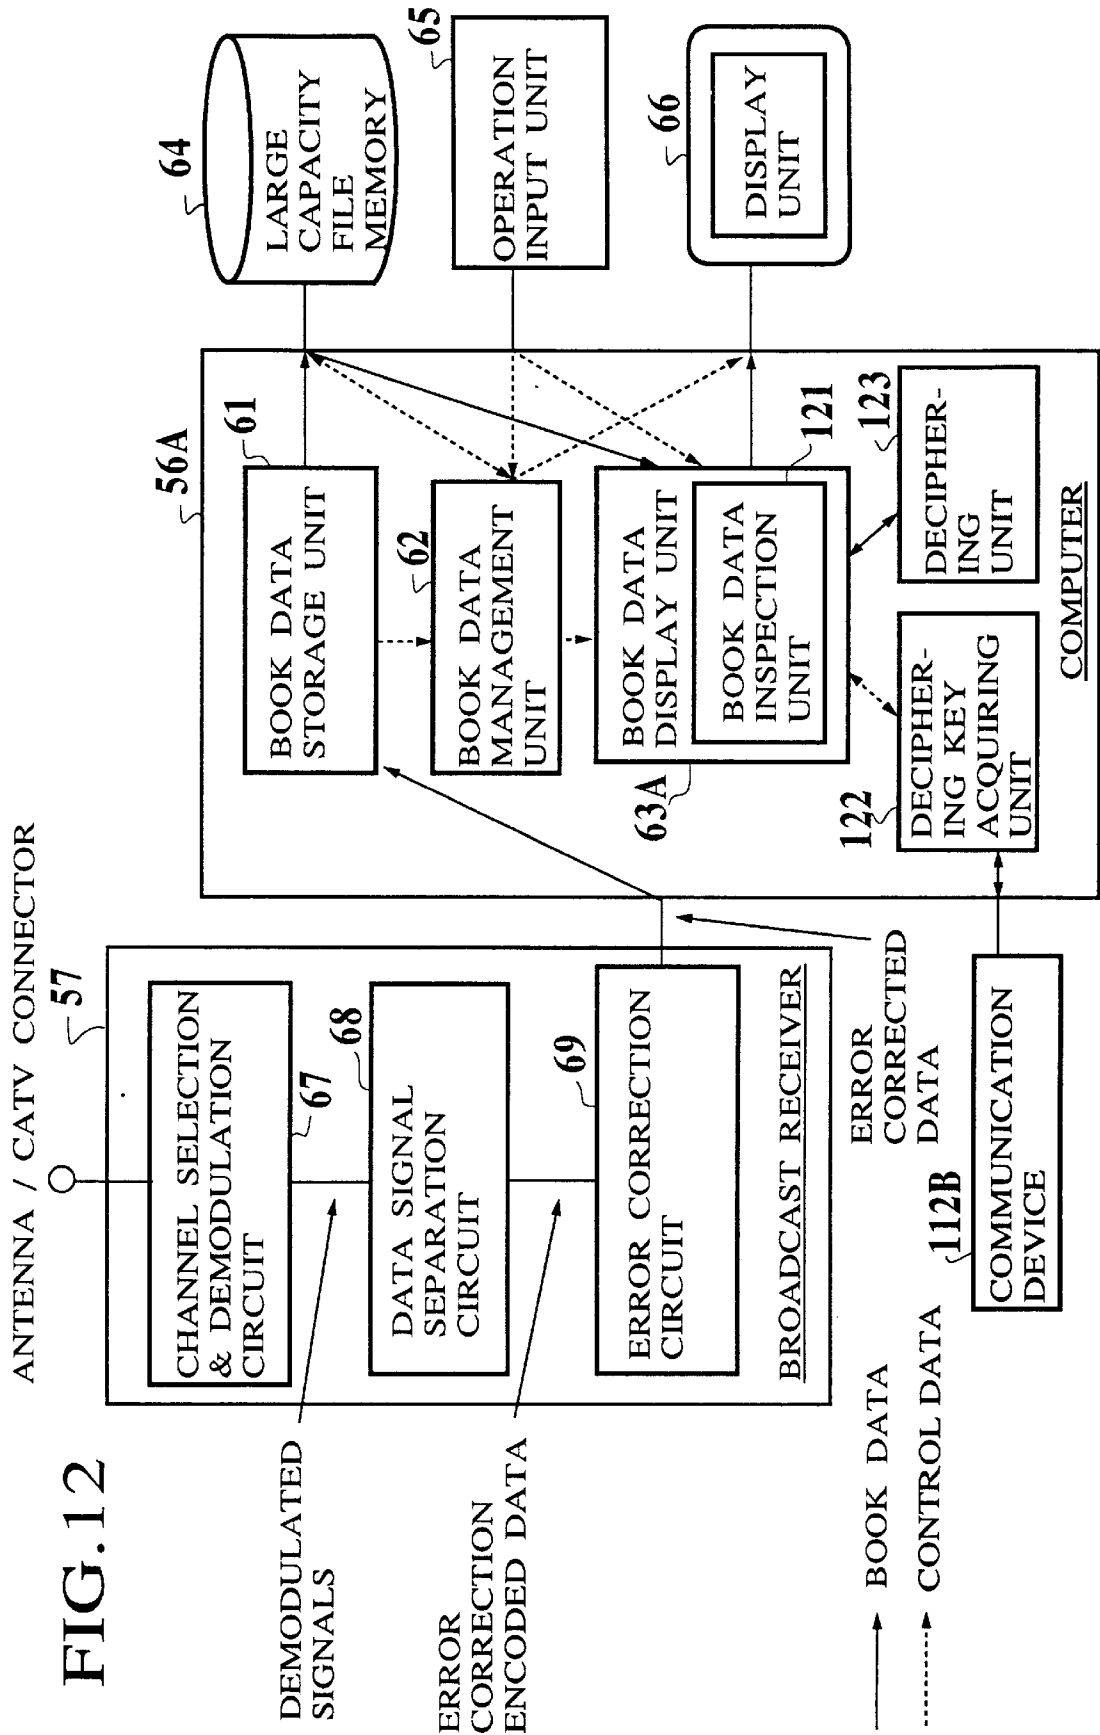 FIG.12
ANTENNA / CATV CONNECTOR
57
CHANNEL SELECTION
& DEMODULATION
CIRCUIT
67
DEMODULATED
SIGNALS
68
DATA SIGNAL
SEPARATION
CIRCUIT
ERROR
CORRECTION
ENCODED DATA
69
ERROR CORRECTION
CIRCUIT
BROADCAST RECEIVER
ERROR
CORRECTED
DATA
112B
COMMUNICATION
DEVICE
56A
61
BOOK DATA
STORAGE UNIT
62
BOOK DATA
MANAGEMENT
UNIT
63A
BOOK DATA
DISPLAY UNIT
121
BOOK DATA
INSPECTION
UNIT
122
DECIPHER-
ING KEY
ACQUIRING
UNIT
123
DECIPHER-
ING
UNIT
COMPUTER
64
LARGE
CAPACITY
FILE
MEMORY
65
OPERATION
INPUT UNIT
66
DISPLAY
UNIT
BOOK DATA
CONTROL DATA